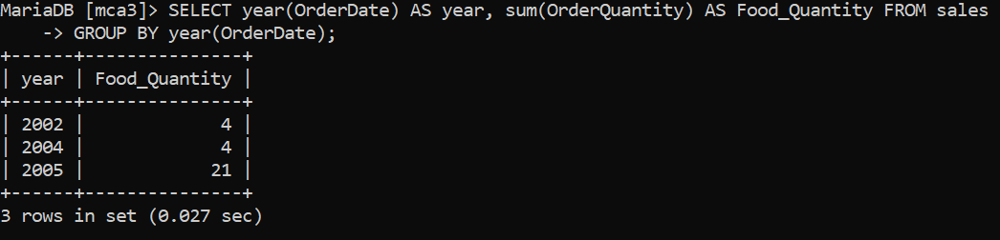 MariaDB [mca3]> SELECT year(OrderDate) AS year, sum(OrderQuantity) AS Food_Quantity FROM sales
    -> GROUP BY year(OrderDate);
+------+---------------+
| year | Food_Quantity |
+------+---------------+
| 2002 |             4 |
| 2004 |             4 |
| 2005 |            21 |
+------+---------------+
3 rows in set (0.027 sec)